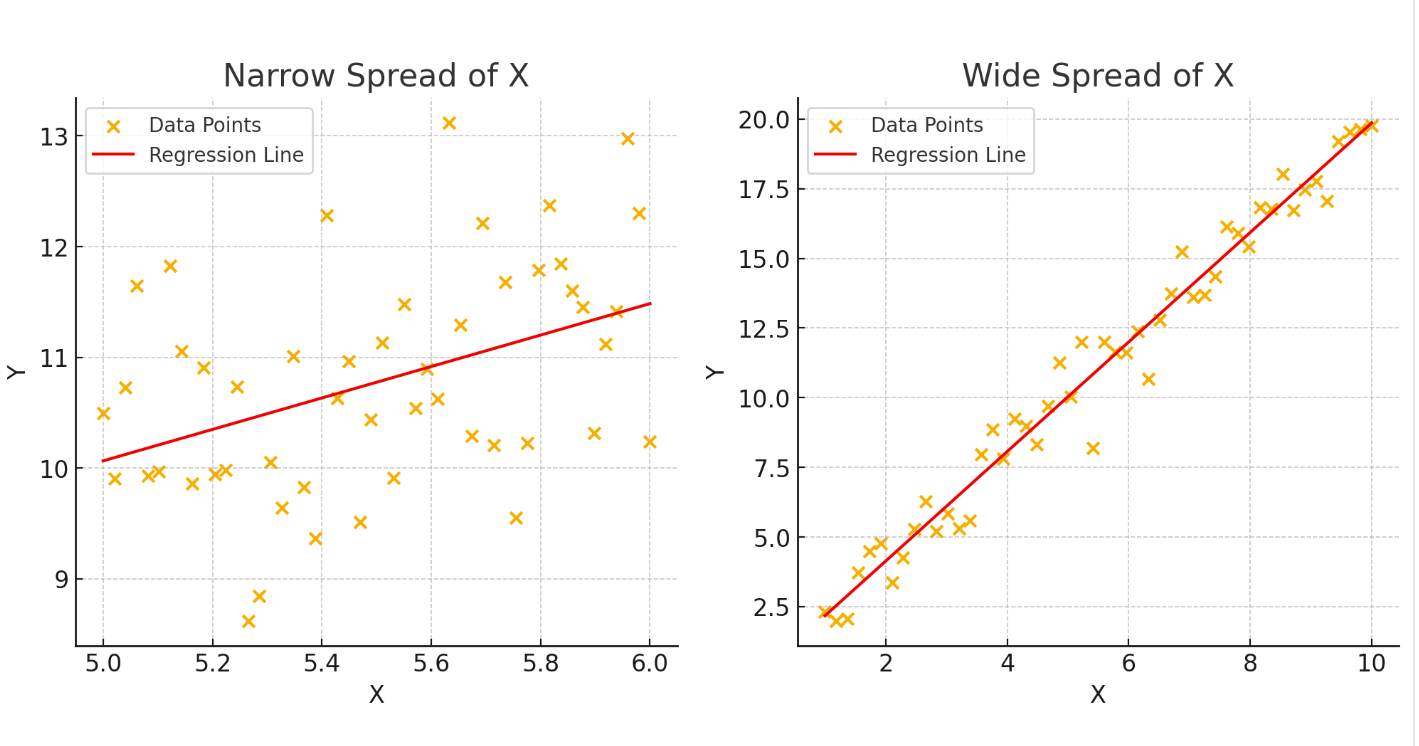 Narrow Spread of X
Data Points
Regression Line
13
12
11
10
9
Y
5.0 5.2 5.4 5.6 5.8 6.0
X
Wide Spread of X
Data Points
Regression Line
20.0
17.5
15.0
12.5
10.0
7.5
5.0
2.5
Y
2 4 6 8 10
X